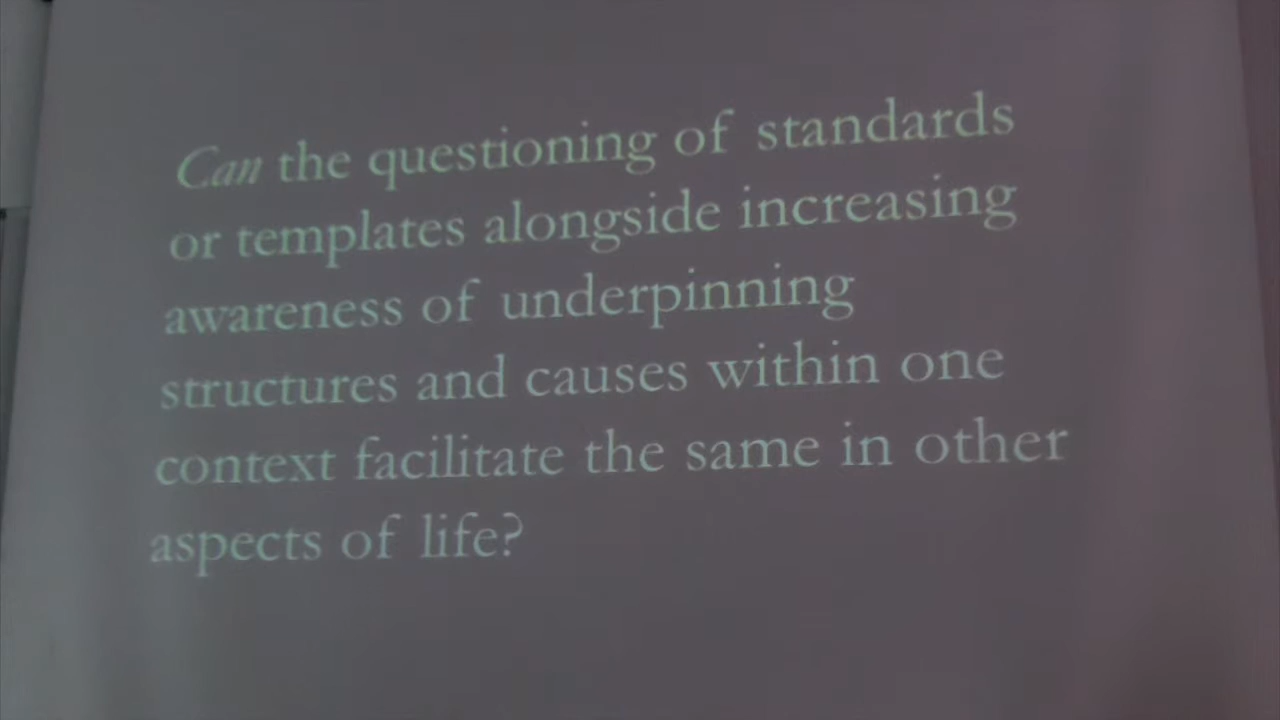 Can the questioning of standards
or templates alongside increasing
awareness of underpinning
structures and causes within one
context facilitate the same in other
aspects of life?